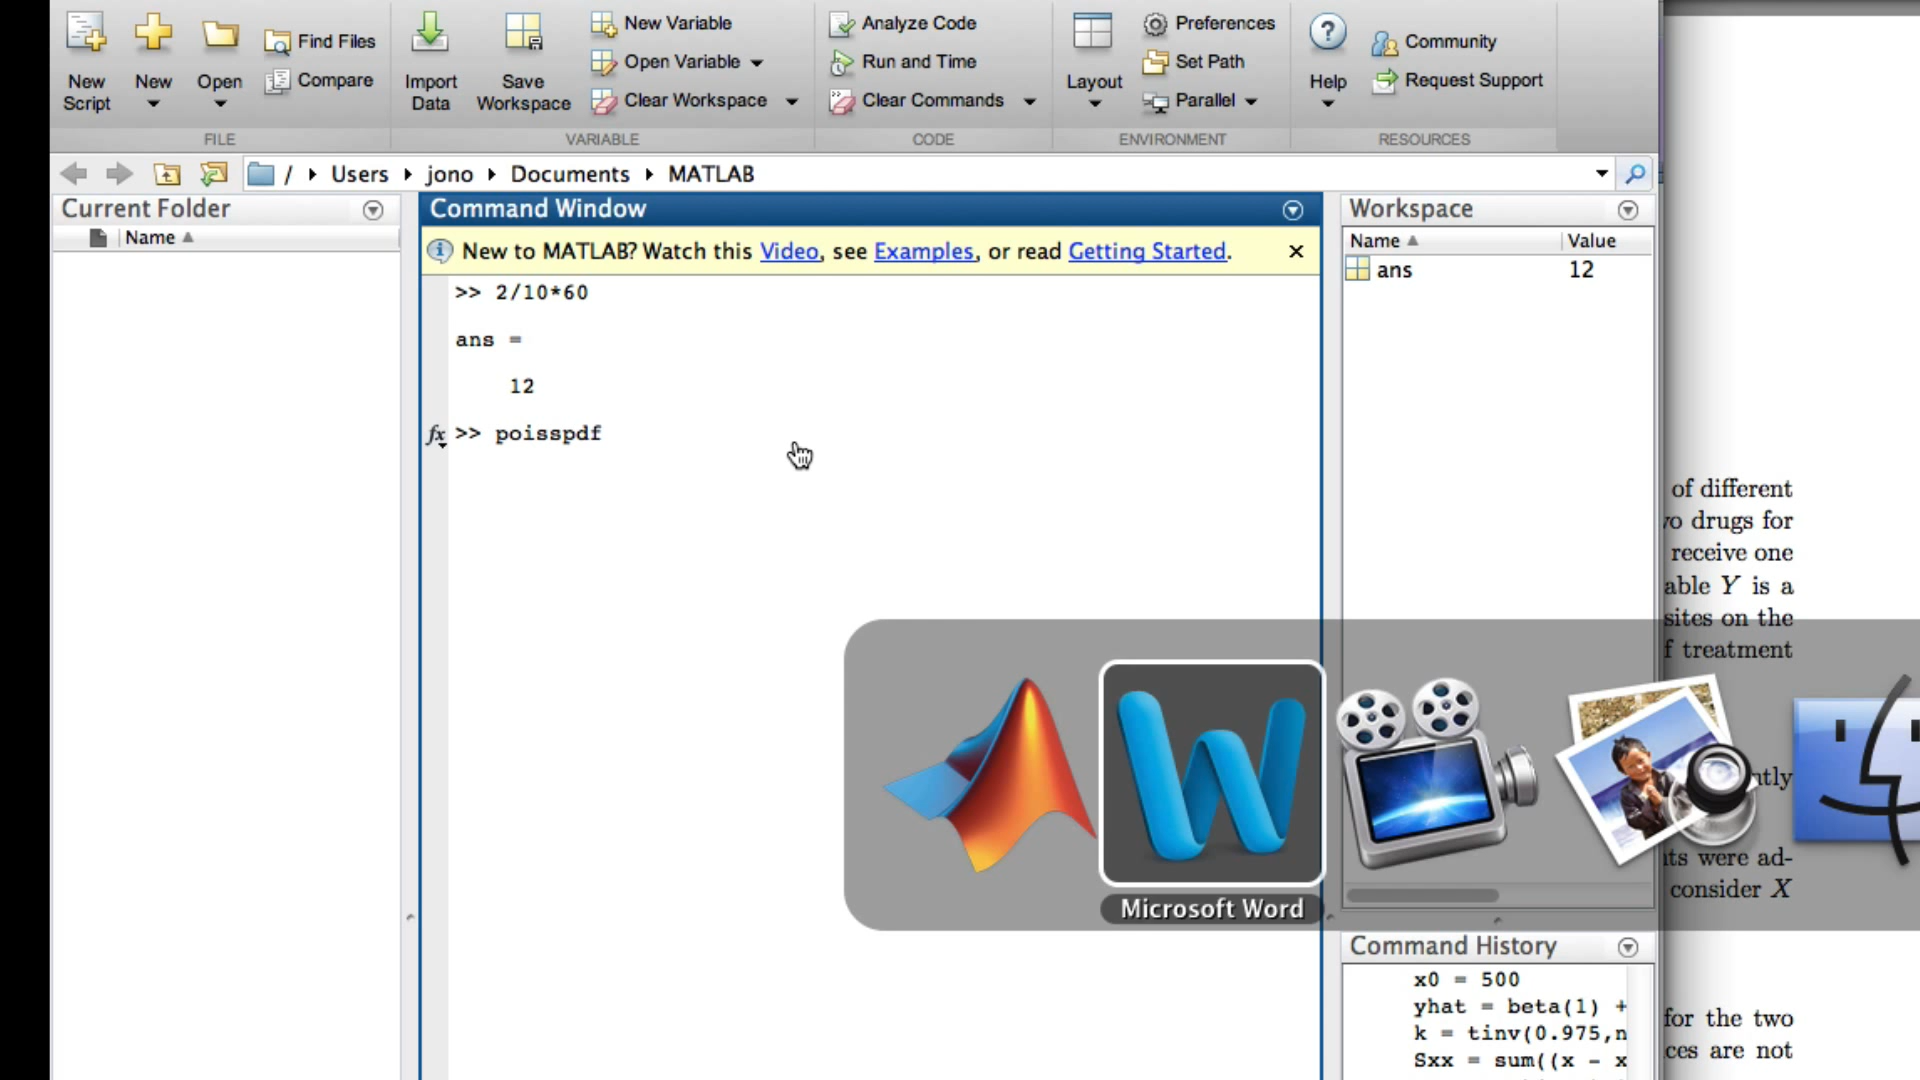 New Script
New
Open
Find Files
Compare
FILE
Import Data
Save Workspace
New Variable
Open Variable
Clear Workspace
VARIABLE
Analyze Code
Run and Time
Clear Commands
CODE
Layout
Preferences
Set Path
Parallel
ENVIRONMENT
? Help
Community
Request Support
RESOURCES
/ Users jono Documents MATLAB
Current Folder
Name
Command Window
New to MATLAB? Watch this Video, see Examples, or read Getting Started.
>> 2/10*60
ans =
12
fx >> poisspdf
Workspace
Name Value
ans 12
Microsoft Word
Command History
x0 = 500
yhat = beta(1) +
k = tinv(0.975,n
Sxx = sum((x - x
of different
drugs for
receive one
Y is a
sites on the
treatment
were ad-
consider X
for the two
are not